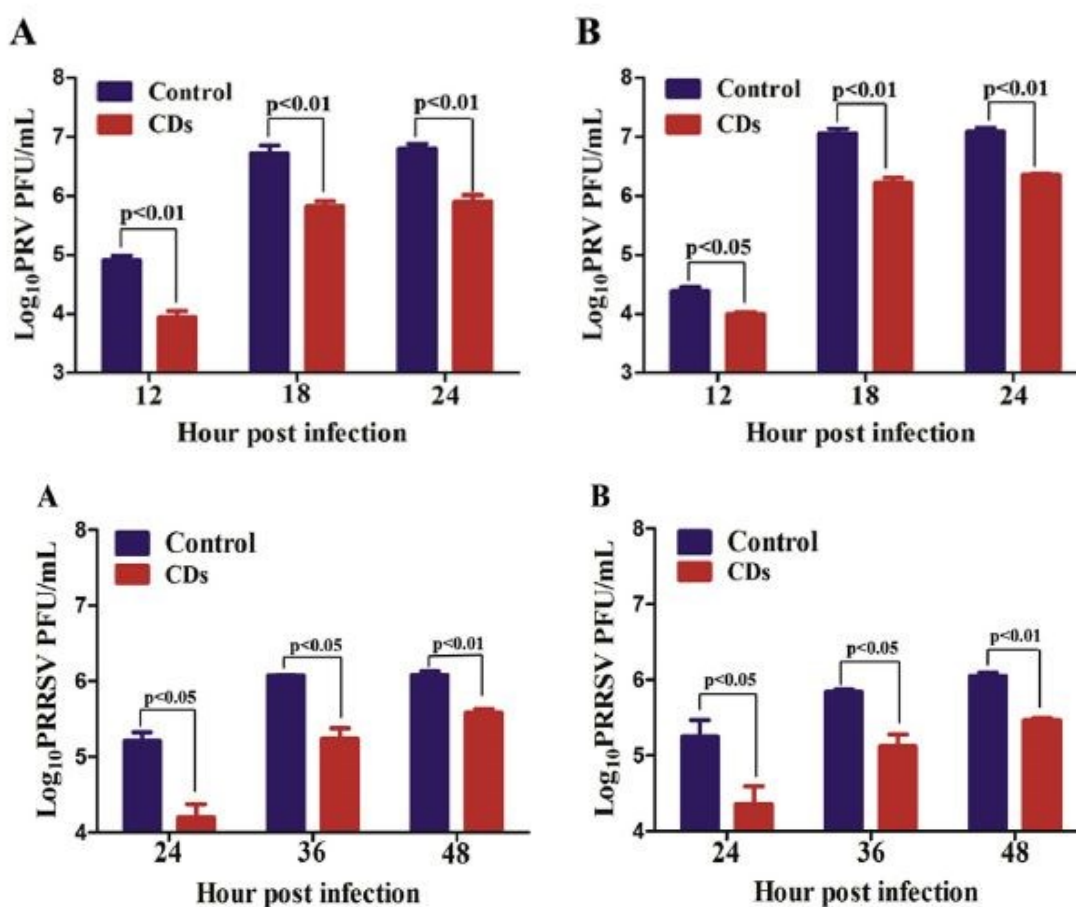 A
Log10PRV PFU/mL
8
7
6
5
4
3
Control
CDs
p<0.01
p<0.01
p<0.01
12
18
24
Hour post infection
B
Log10PRV PFU/mL
8
7
6
5
4
3
Control
CDs
p<0.05
p<0.01
p<0.01
12
18
24
Hour post infection
A
Log10PRRSV PFU/mL
8
7
6
5
4
Control
CDs
p<0.05
p<0.05
p<0.01
24
36
48
Hour post infection
B
Log10PRRSV PFU/mL
8
7
6
5
4
Control
CDs
p<0.05
p<0.05
p<0.01
24
36
48
Hour post infection